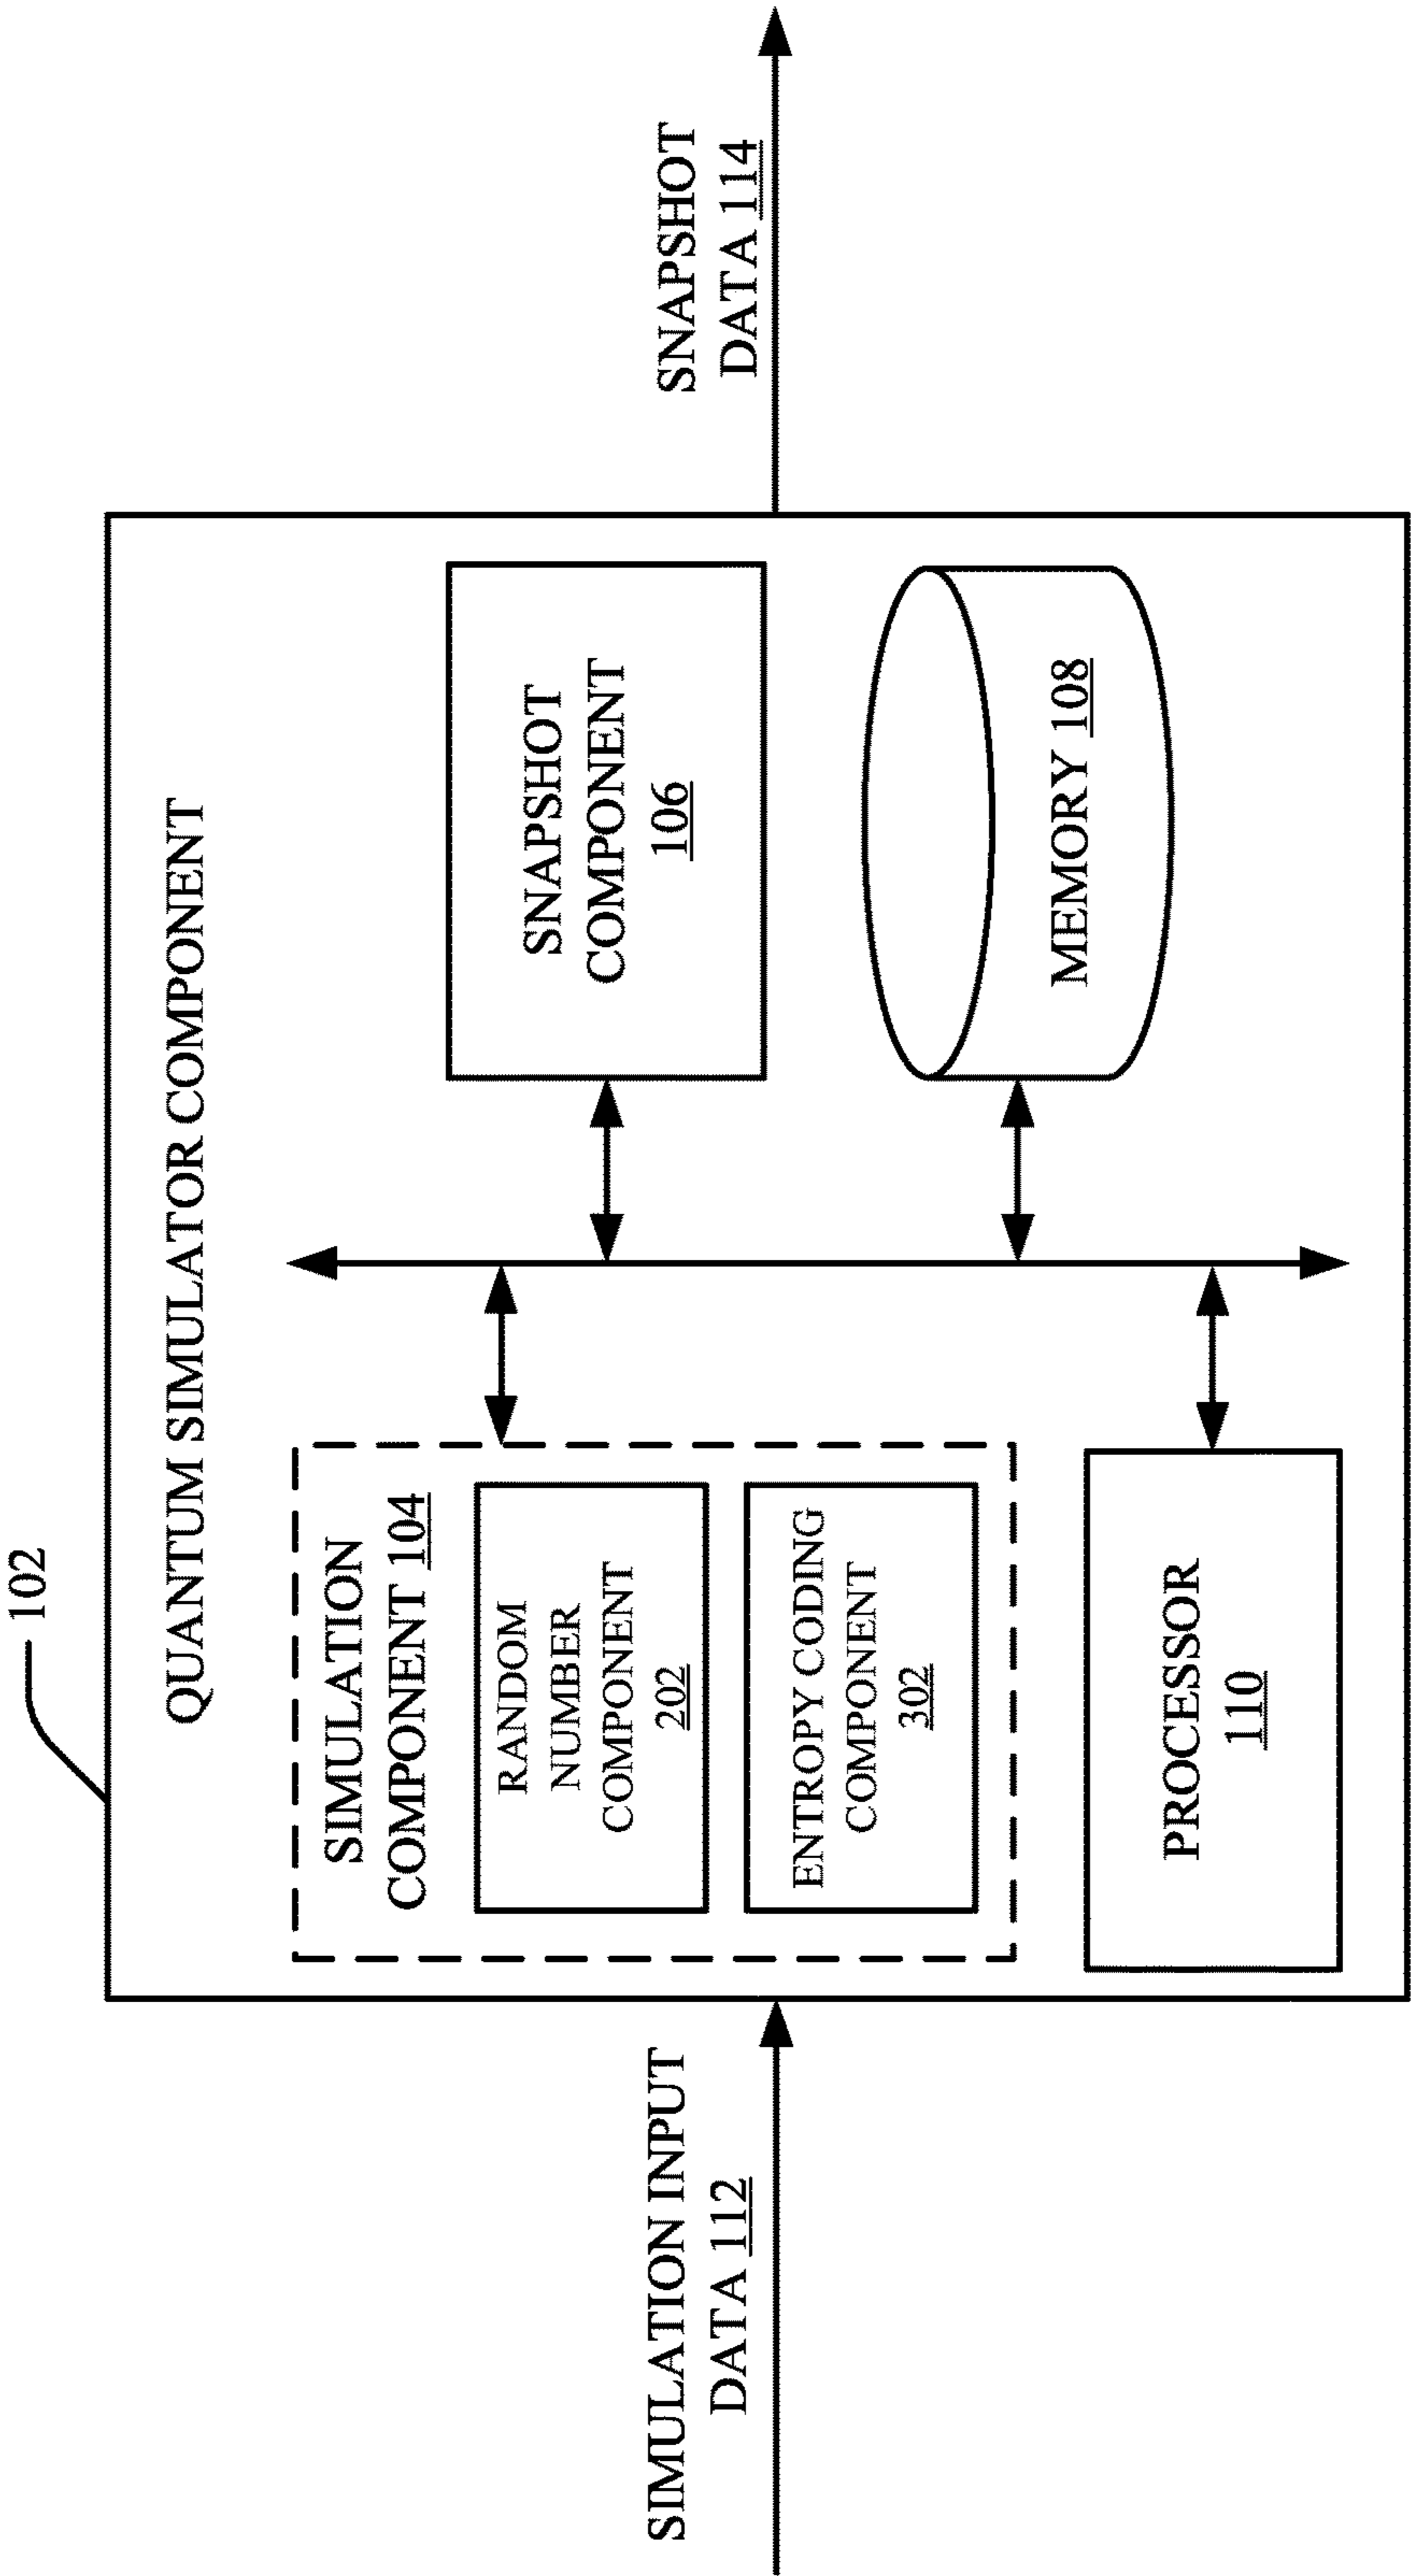 102
QUANTUM SIMULATOR COMPONENT
SIMULATION INPUT
DATA 112
SIMULATION
COMPONENT 104
RANDOM
NUMBER
COMPONENT
202
ENTROPY CODING
COMPONENT
302
PROCESSOR
110
SNAPSHOT
COMPONENT
106
MEMORY 108
SNAPSHOT
DATA 114